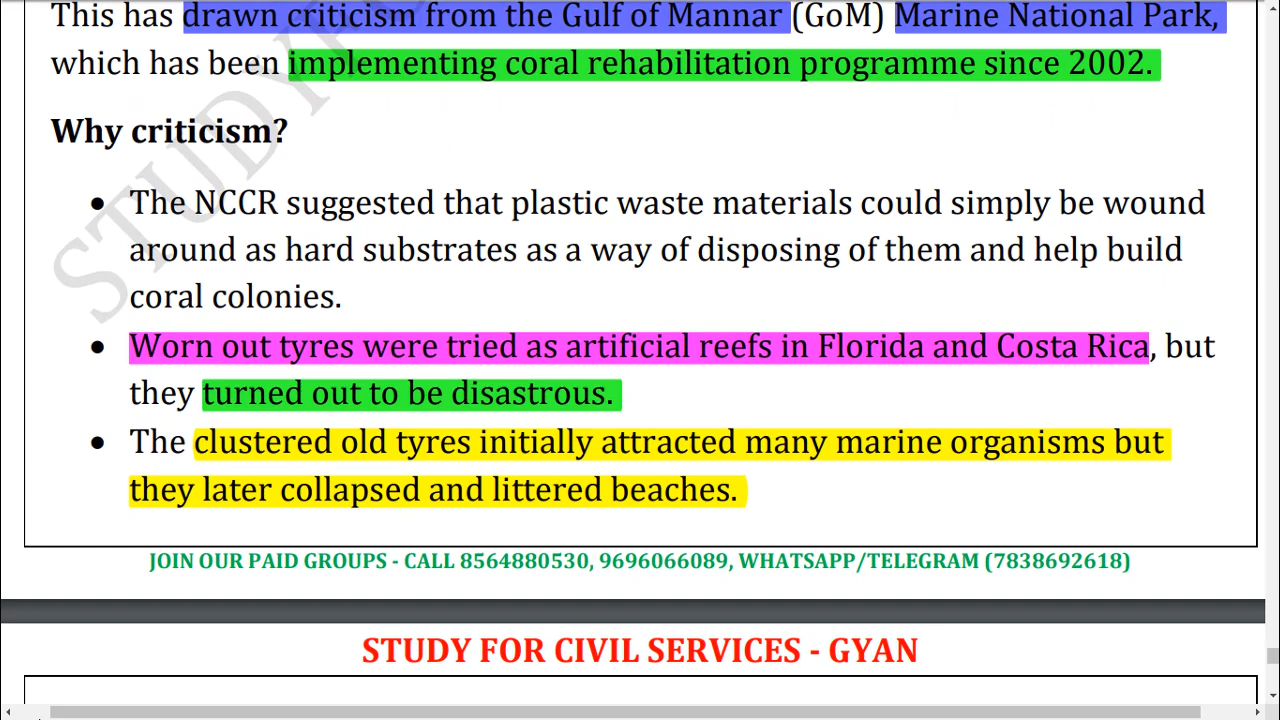 This has drawn criticism from the Gulf of Mannar (GoM) Marine National Park,
which has been implementing coral rehabilitation programme since 2002.
Why criticism?
• The NCCR suggested that plastic waste materials could simply be wound
around as hard substrates as a way of disposing of them and help build
coral colonies.
• Worn out tyres were tried as artificial reefs in Florida and Costa Rica, but
they turned out to be disastrous.
• The clustered old tyres initially attracted many marine organisms but
they later collapsed and littered beaches.
JOIN OUR PAID GROUPS - CALL 8564880530, 9696066089, WHATSAPP/TELEGRAM (7838692618)
STUDY FOR CIVIL SERVICES - GYAN